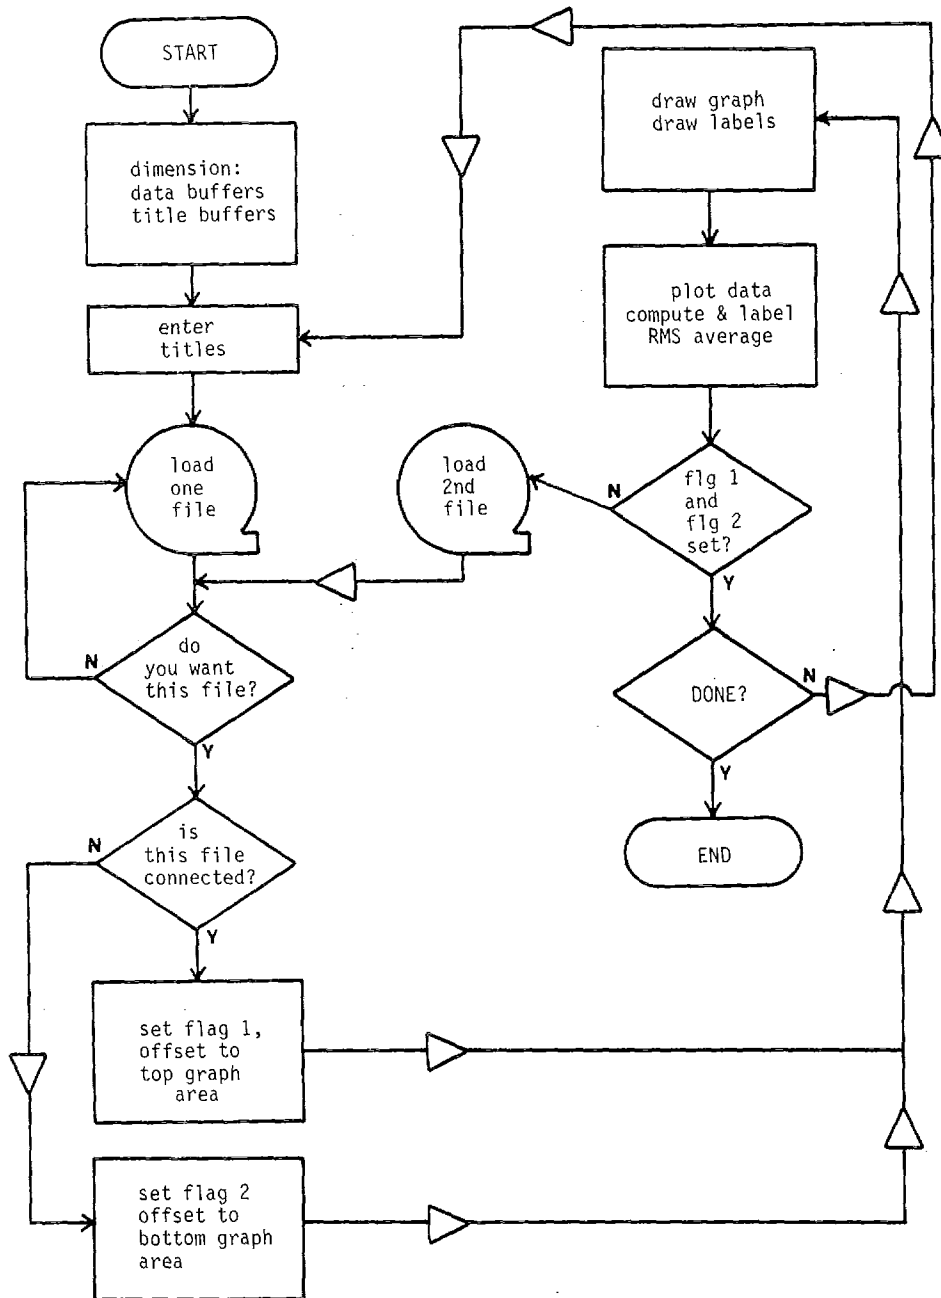 START
dimension:
data buffers
title buffers
enter
titles
load
one
file
N
do
you want
this file?
Y
N
is
this file
connected?
Y
set flag 1,
offset to
top graph
area
set flag 2
offset to
bottom graph
area
draw graph
draw labels
plot data
compute & label
RMS average
load
2nd
file
N
flg 1
and
flg 2
set?
Y
DONE?
N
Y
END